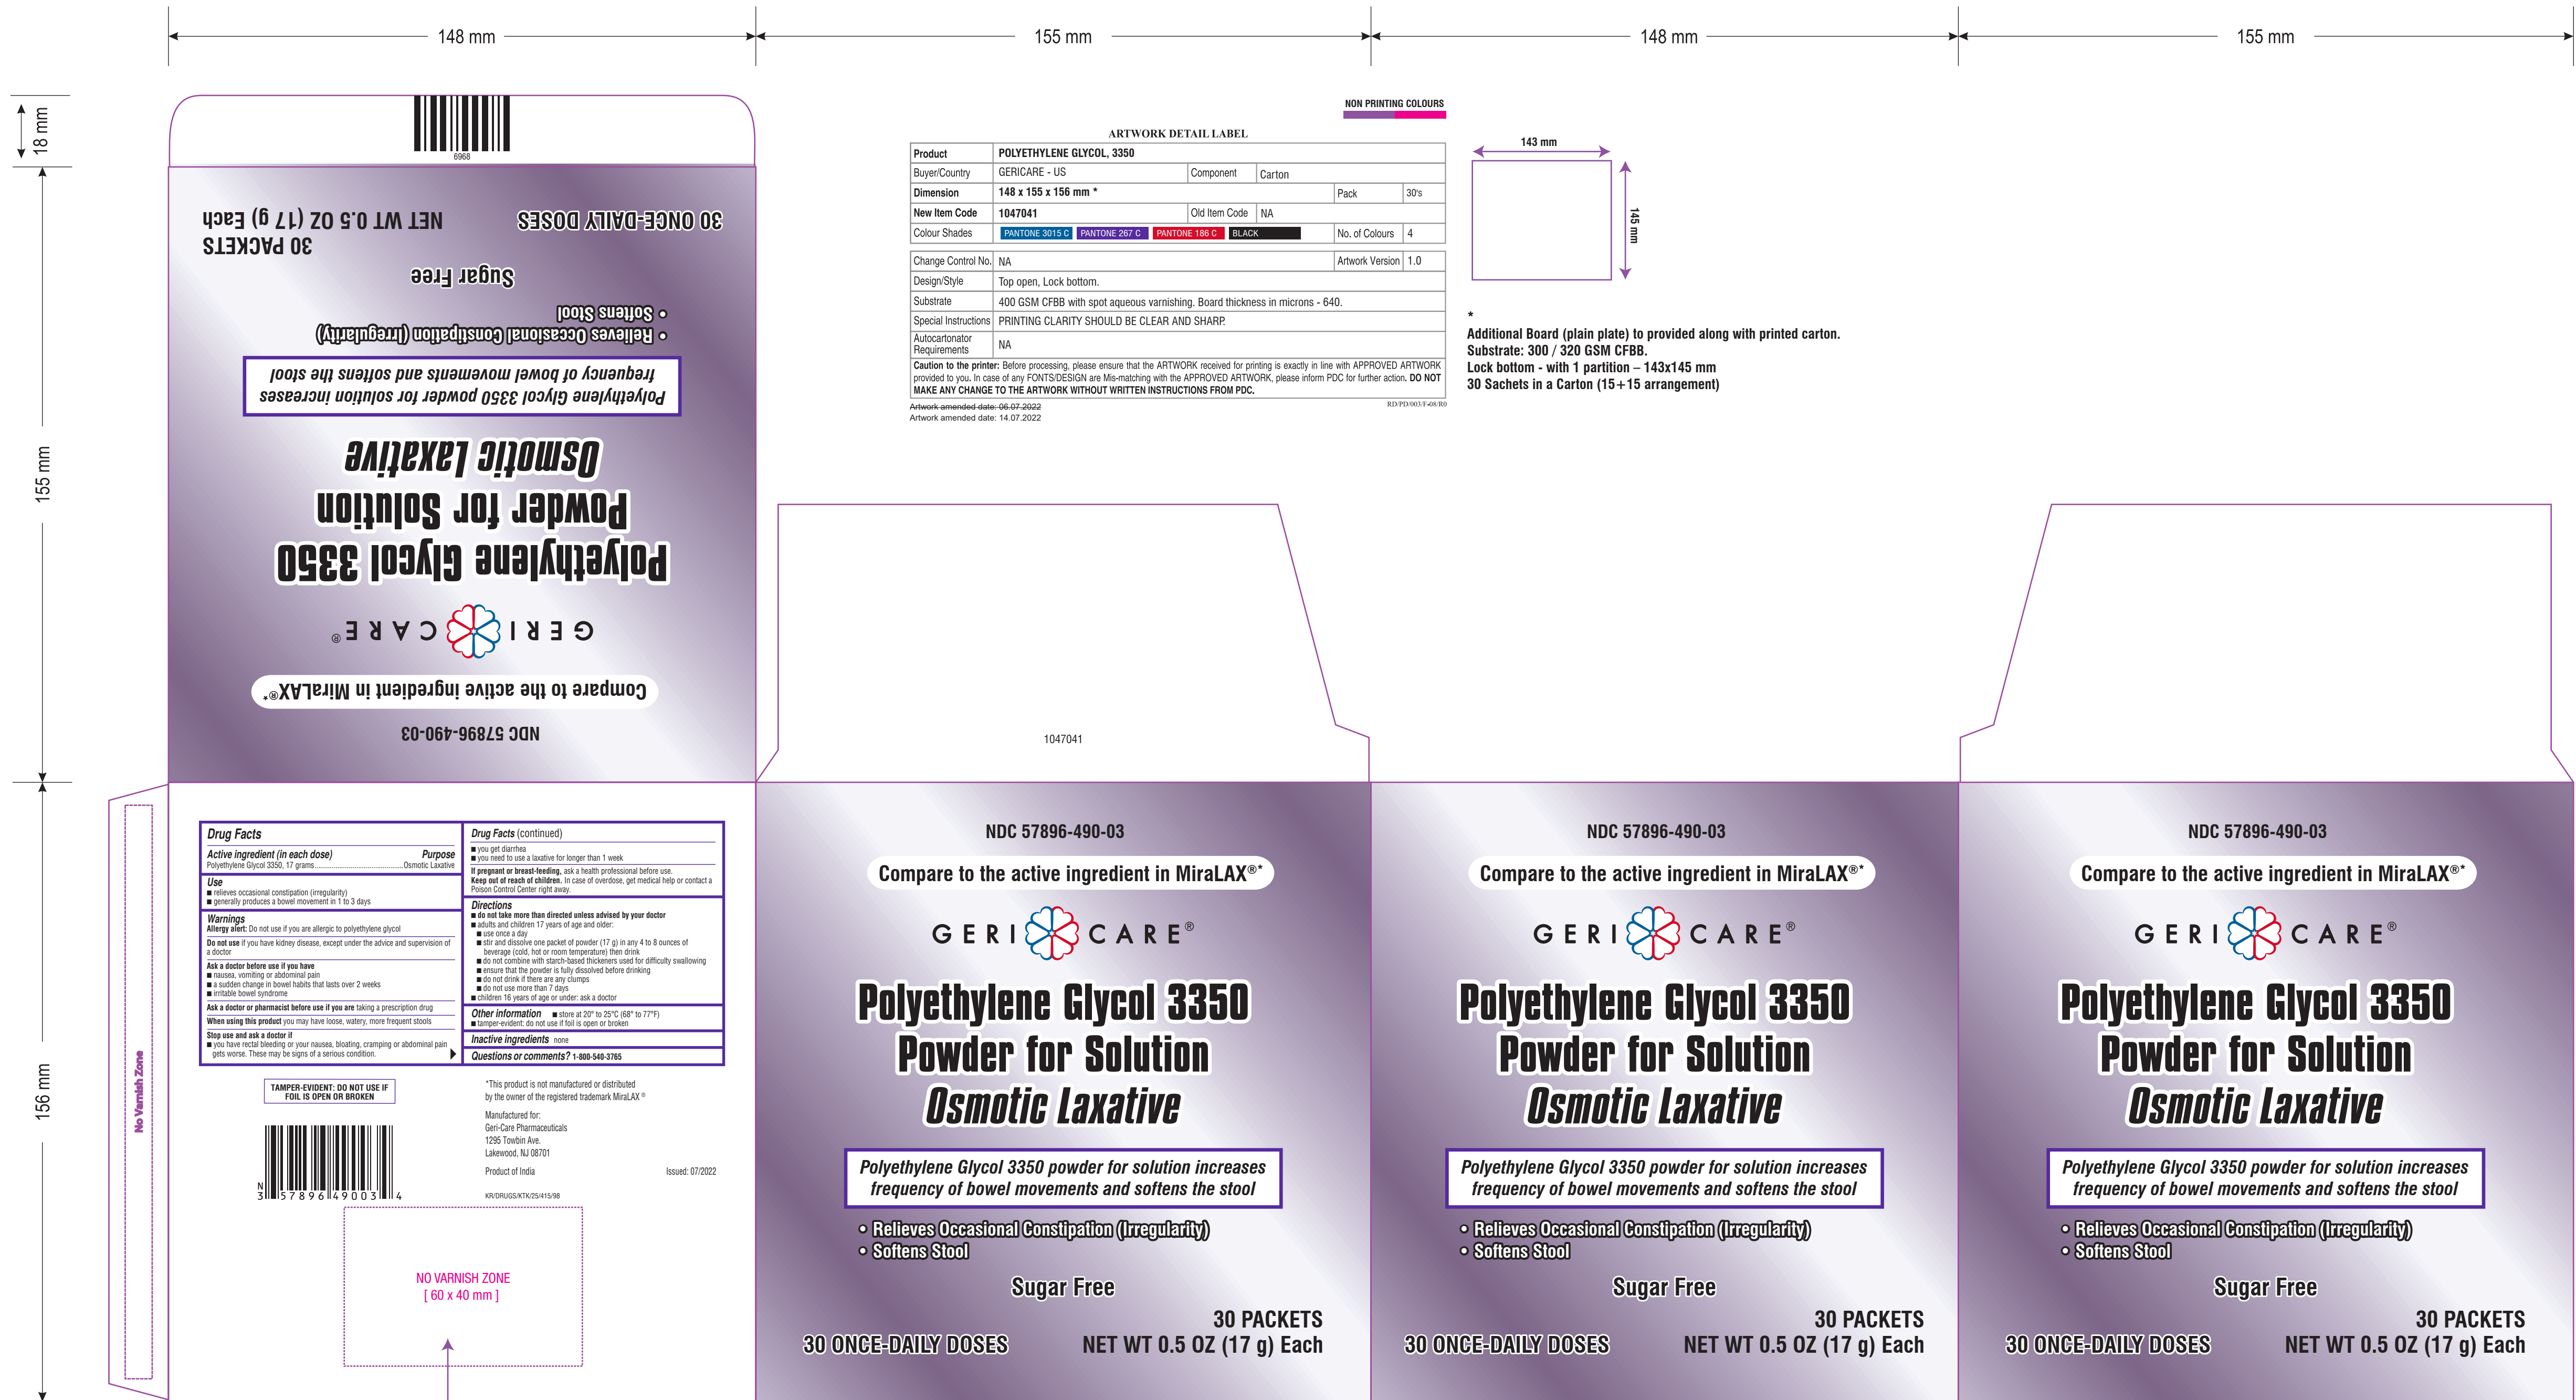 148 mm
155 mm
148 mm
155 mm
18 mm
155 mm
156 mm
6968
30 ONCE-DAILY DOSES
30 PACKETS
NET WT 0.5 OZ (17 g) Each
Sugar Free
• Relieves Occasional Constipation (Irregularity)
• Softens Stool
Polyethylene Glycol 3350 powder for solution increases
frequency of bowel movements and softens the stool
Osmotic Laxative
Powder for Solution
Polyethylene Glycol 3350
GERI CARE®
Compare to the active ingredient in MiraLAX®*
NDC 57896-490-03
NON PRINTING COLOURS
ARTWORK DETAIL LABEL
Product POLYETHYLENE GLYCOL, 3350
Buyer/Country GERICARE - US Component Carton
Dimension 148 x 155 x 156 mm * Pack 30's
New Item Code 1047041 Old Item Code NA
Colour Shades PANTONE 3015 C PANTONE 267 C PANTONE 186 C BLACK No. of Colours 4
Change Control No. NA Artwork Version 1.0
Design/Style Top open, Lock bottom.
Substrate 400 GSM CFBB with spot aqueous varnishing. Board thickness in microns - 640.
Special Instructions PRINTING CLARITY SHOULD BE CLEAR AND SHARP.
Autocartonator
Requirements NA
Caution to the printer: Before processing, please ensure that the ARTWORK received for printing is exactly in line with APPROVED ARTWORK
provided to you. In case of any FONTS/DESIGN are Mis-matching with the APPROVED ARTWORK, please inform PDC for further action. DO NOT
MAKE ANY CHANGE TO THE ARTWORK WITHOUT WRITTEN INSTRUCTIONS FROM PDC.
Artwork amended date: 06.07.2022
Artwork amended date: 14.07.2022
RD/PD/003/F-08/R0
143 mm
145 mm
*
Additional Board (plain plate) to provided along with printed carton.
Substrate: 300 / 320 GSM CFBB.
Lock bottom - with 1 partition – 143x145 mm
30 Sachets in a Carton (15+15 arrangement)
1047041
No Varnish Zone
Drug Facts
Active ingredient (in each dose) Purpose
Polyethylene Glycol 3350, 17 grams..........Osmotic Laxative
Use
■ relieves occasional constipation (irregularity)
■ generally produces a bowel movement in 1 to 3 days
Warnings
Allergy alert: Do not use if you are allergic to polyethylene glycol
Do not use if you have kidney disease, except under the advice and supervision of
a doctor
Ask a doctor before use if you have
■ nausea, vomiting or abdominal pain
■ a sudden change in bowel habits that lasts over 2 weeks
■ irritable bowel syndrome
Ask a doctor or pharmacist before use if you are taking a prescription drug
When using this product you may have loose, watery, more frequent stools
Stop use and ask a doctor if
■ you have rectal bleeding or your nausea, bloating, cramping or abdominal pain
gets worse. These may be signs of a serious condition.
Drug Facts (continued)
■ you get diarrhea
■ you need to use a laxative for longer than 1 week
If pregnant or breast-feeding, ask a health professional before use.
Keep out of reach of children. In case of overdose, get medical help or contact a
Poison Control Center right away.
Directions
■ do not take more than directed unless advised by your doctor
■ adults and children 17 years of age and older:
■ use once a day
■ stir and dissolve one packet of powder (17 g) in any 4 to 8 ounces of
beverage (cold, hot or room temperature) then drink
■ do not combine with starch-based thickeners used for difficulty swallowing
■ ensure that the powder is fully dissolved before drinking
■ do not drink if there are any clumps
■ do not use more than 7 days
■ children 16 years of age or under: ask a doctor
Other information ■ store at 20° to 25°C (68° to 77°F)
■ tamper-evident: do not use if foil is open or broken
Inactive ingredients none
Questions or comments? 1-800-540-3765
TAMPER-EVIDENT: DO NOT USE IF
FOIL IS OPEN OR BROKEN
N
3 57896 49003 4
*This product is not manufactured or distributed
by the owner of the registered trademark MiraLAX ®
Manufactured for:
Geri-Care Pharmaceuticals
1295 Towbin Ave.
Lakewood, NJ 08701
Product of India Issued: 07/2022
KR/DRUGS/KTK/25/415/98
NO VARNISH ZONE
[ 60 x 40 mm ]
NDC 57896-490-03
Compare to the active ingredient in MiraLAX®*
GERI CARE®
Polyethylene Glycol 3350
Powder for Solution
Osmotic Laxative
Polyethylene Glycol 3350 powder for solution increases
frequency of bowel movements and softens the stool
• Relieves Occasional Constipation (Irregularity)
• Softens Stool
Sugar Free
30 PACKETS
30 ONCE-DAILY DOSES NET WT 0.5 OZ (17 g) Each
NDC 57896-490-03
Compare to the active ingredient in MiraLAX®*
GERI CARE®
Polyethylene Glycol 3350
Powder for Solution
Osmotic Laxative
Polyethylene Glycol 3350 powder for solution increases
frequency of bowel movements and softens the stool
• Relieves Occasional Constipation (Irregularity)
• Softens Stool
Sugar Free
30 PACKETS
30 ONCE-DAILY DOSES NET WT 0.5 OZ (17 g) Each
NDC 57896-490-03
Compare to the active ingredient in MiraLAX®*
GERI CARE®
Polyethylene Glycol 3350
Powder for Solution
Osmotic Laxative
Polyethylene Glycol 3350 powder for solution increases
frequency of bowel movements and softens the stool
• Relieves Occasional Constipation (Irregularity)
• Softens Stool
Sugar Free
30 PACKETS
30 ONCE-DAILY DOSES NET WT 0.5 OZ (17 g) Each